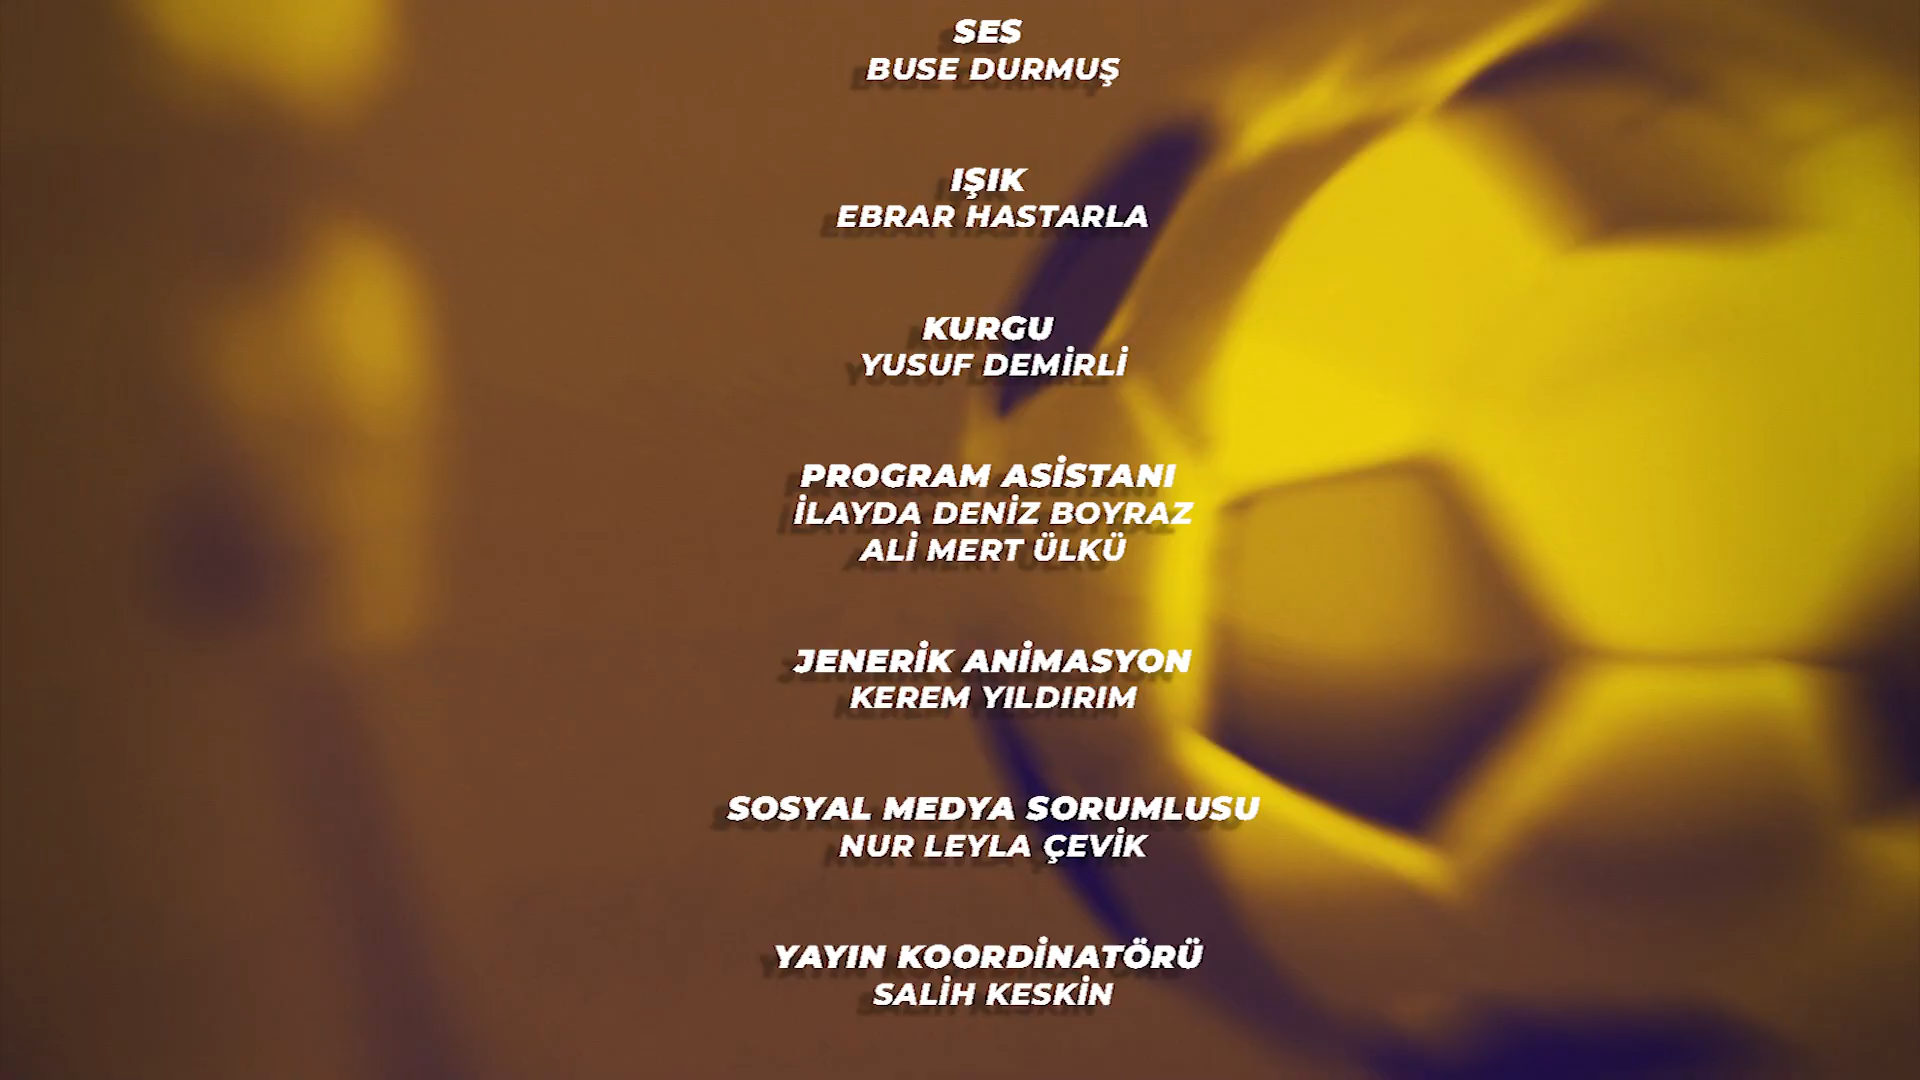 SES
BUSE DURMUŞ
IŞIK
EBRAR HASTARLA
KURGU
YUSUF DEMİRLİ
PROGRAM ASİSTANI
İLAYDA DENİZ BOYRAZ
ALİ MERT ÜLKÜ
JENERİK ANİMASYON
KEREM YILDIRIM
SOSYAL MEDYA SORUMLUSU
NUR LEYLA ÇEVİK
YAYIN KOORDİNATÖRÜ
SALİH KESKİN